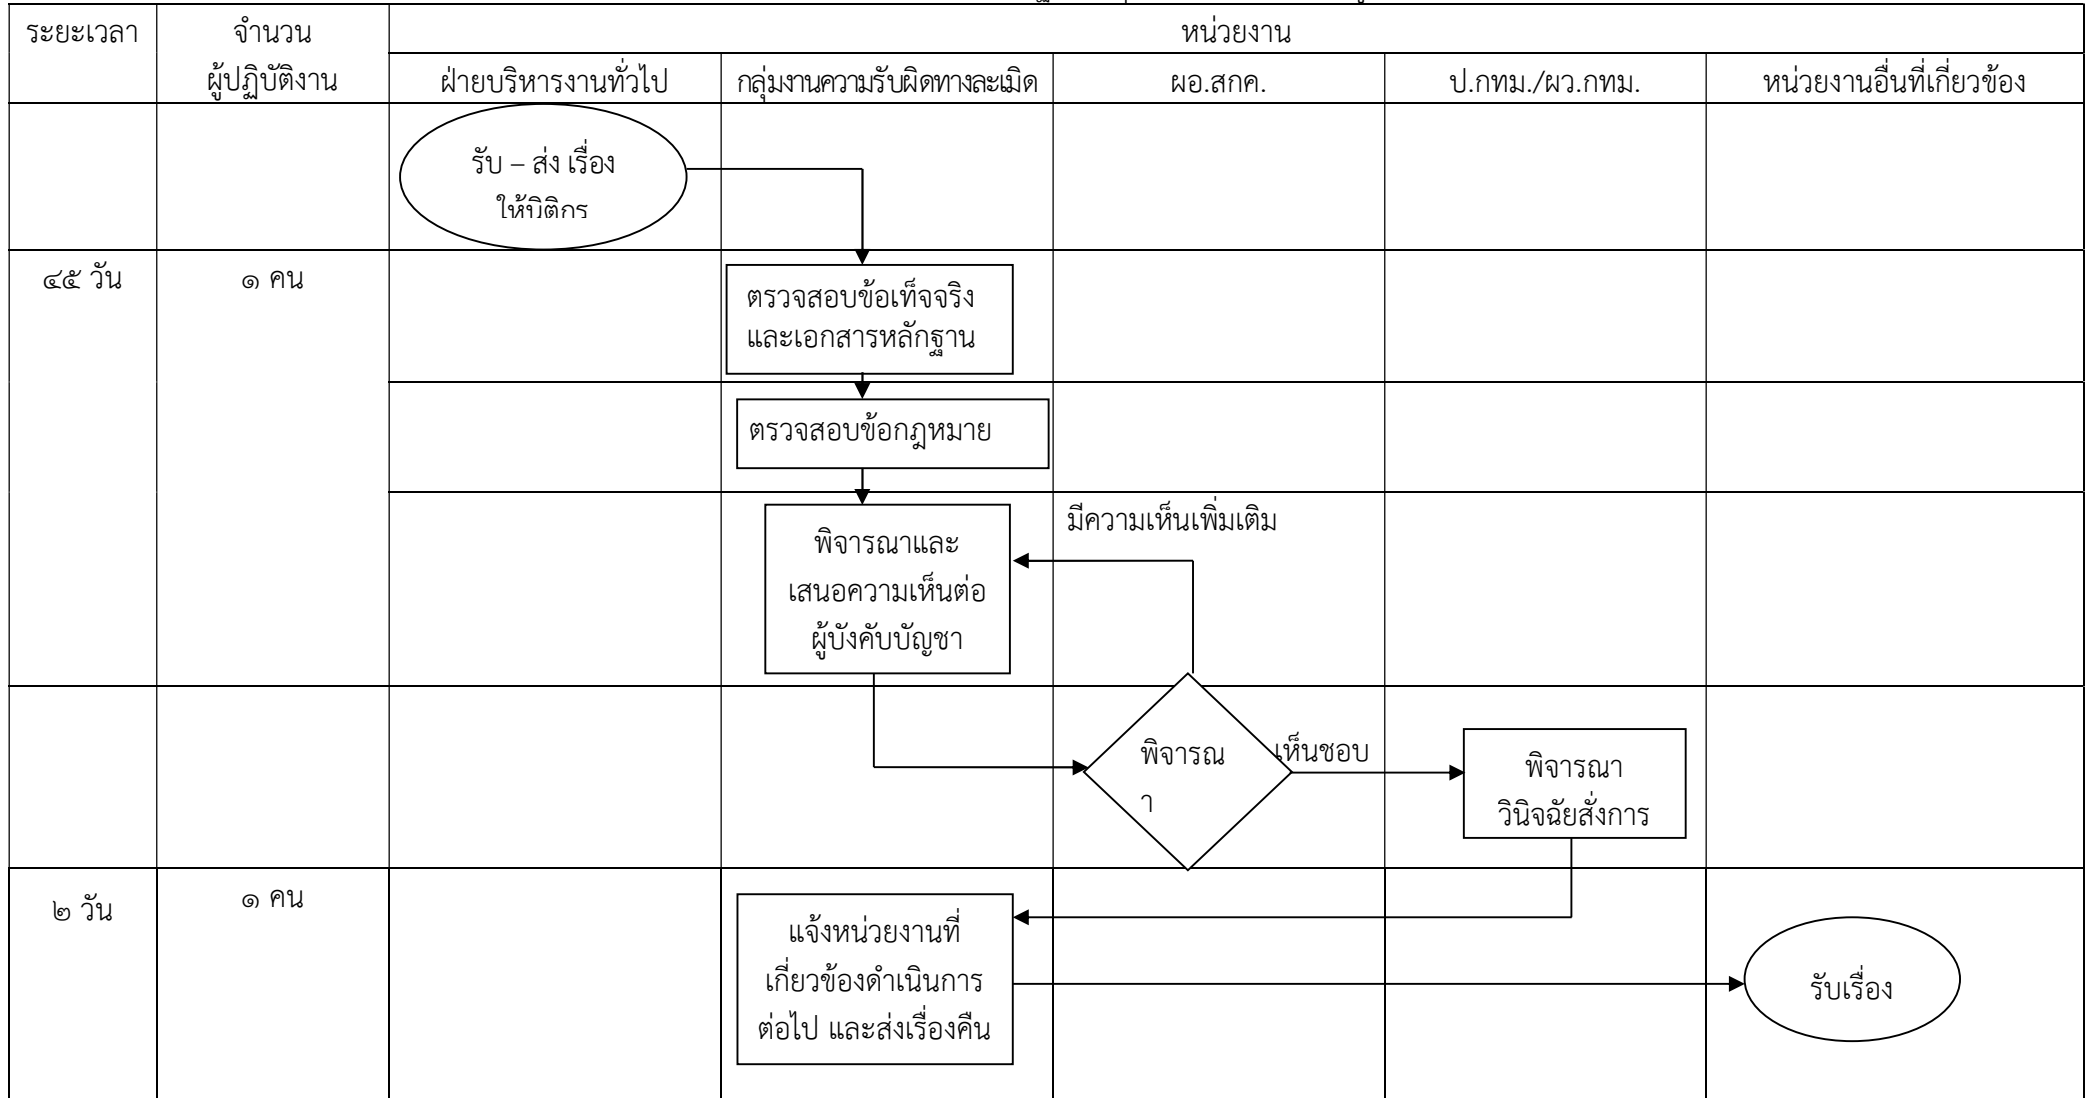 ระยะเวลา
จำนวน
ผู้ปฏิบัติงาน
หน่วยงาน
ฝ่ายบริหารงานทั่วไป
กลุ่มงานความรับผิดทางละเมิด
ผอ.สกค.
ป.กทม./ผว.กทม.
หน่วยงานอื่นที่เกี่ยวข้อง
รับ – ส่ง เรื่อง
ให้นิติกร
๔๕ วัน
๑ คน
ตรวจสอบข้อเท็จจริง
และเอกสารหลักฐาน
ตรวจสอบข้อกฎหมาย
พิจารณาและ
เสนอความเห็นต่อ
ผู้บังคับบัญชา
มีความเห็นเพิ่มเติม
พิจารณ
า
เห็นชอบ
พิจารณา
วินิจฉัยสั่งการ
๒ วัน
๑ คน
แจ้งหน่วยงานที่
เกี่ยวข้องดำเนินการ
ต่อไป และส่งเรื่องคืน
รับเรื่อง